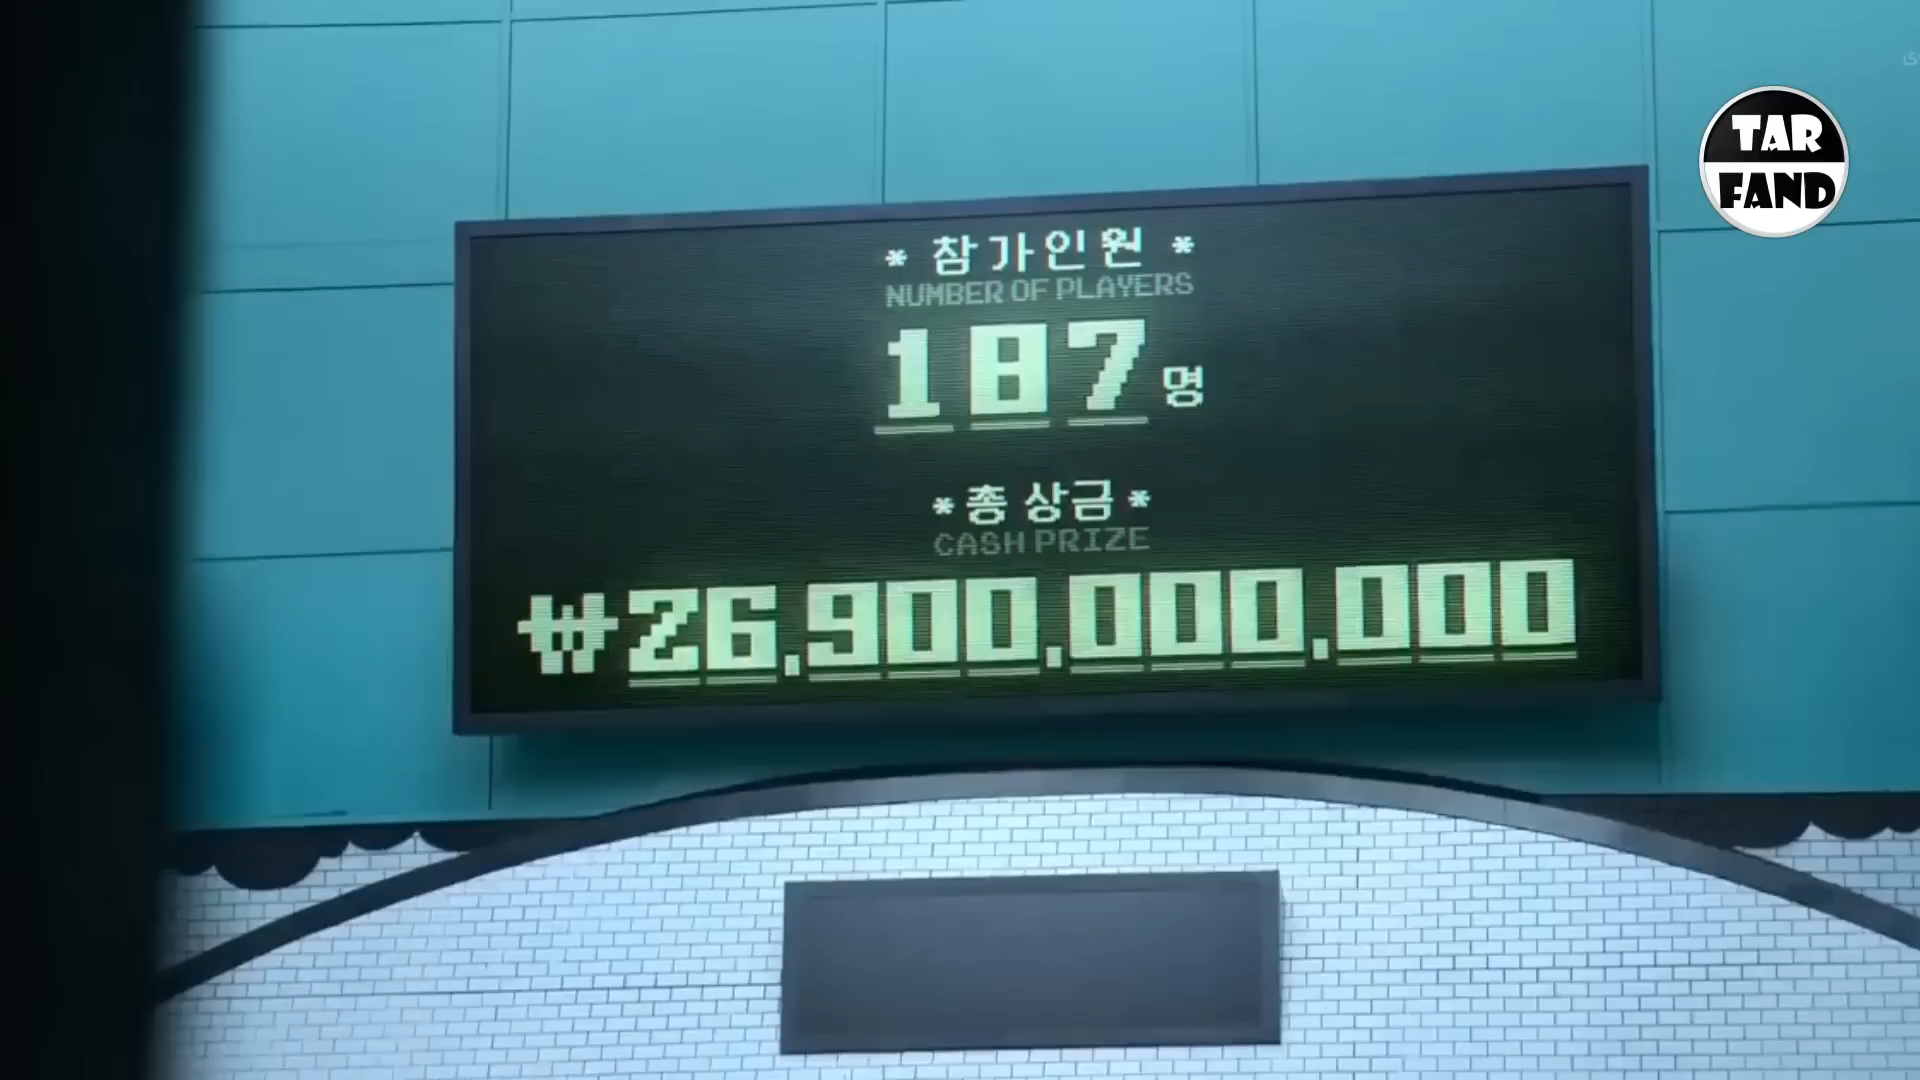 TAR
FAND
* 참가인원 *
NUMBER OF PLAYERS
187 명
* 총 상금 *
CASH PRIZE
₩26,900,000,000